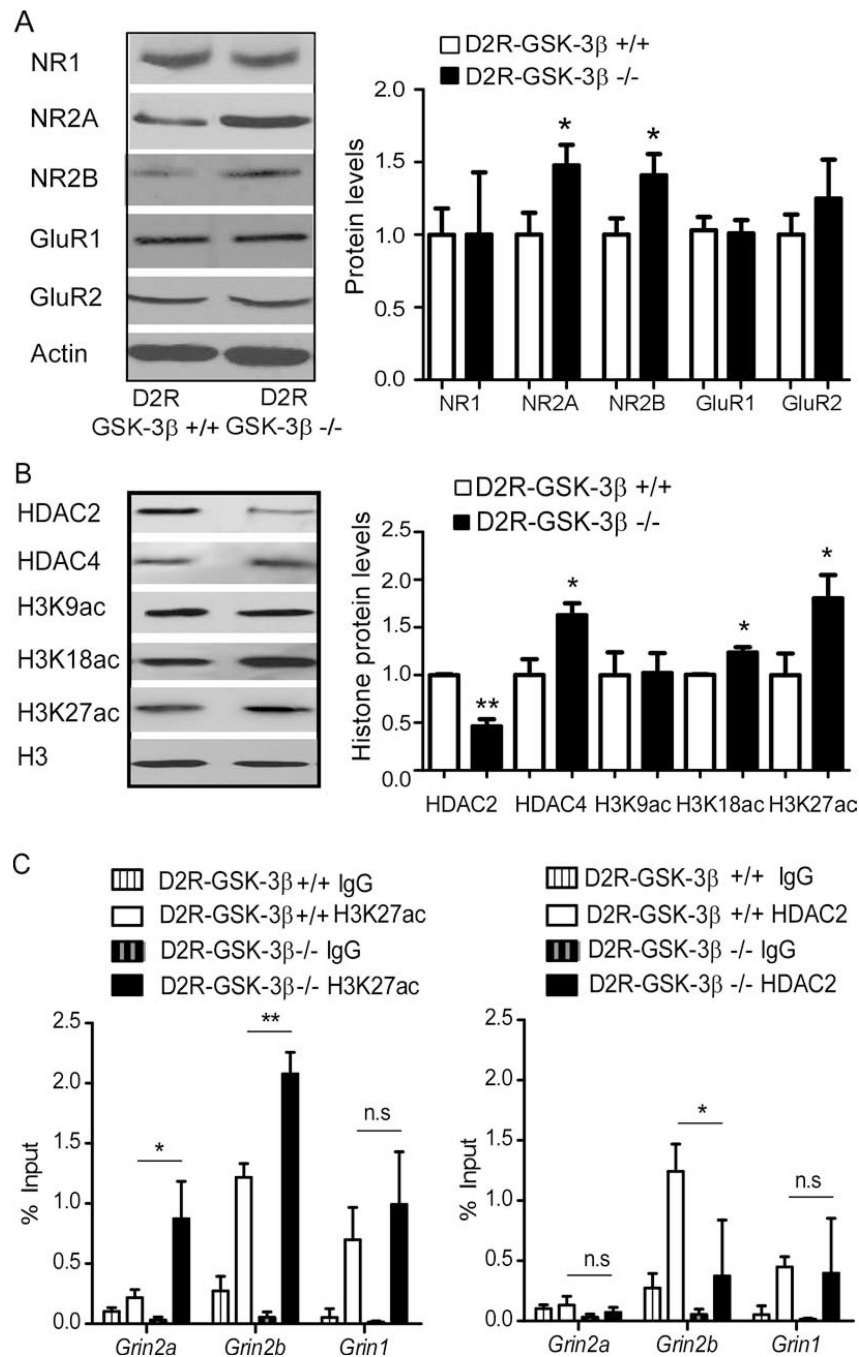 A
NR1
NR2A
NR2B
GluR1
GluR2
Actin
D2R
GSK-3β +/+
D2R
GSK-3β -/-
D2R-GSK-3β +/+
D2R-GSK-3β -/-
Protein levels
2.0
1.5
1.0
0.5
0.0
* *
NR1 NR2A NR2B GluR1 GluR2
B
HDAC2
HDAC4
H3K9ac
H3K18ac
H3K27ac
H3
D2R-GSK-3β +/+
D2R-GSK-3β -/-
Histone protein levels
2.5
2.0
1.5
1.0
0.5
0.0
** * * *
HDAC2 HDAC4 H3K9ac H3K18ac H3K27ac
C
D2R-GSK-3β+/+ IgG
D2R-GSK-3β+/+ H3K27ac
D2R-GSK-3β-/- IgG
D2R-GSK-3β-/- H3K27ac
% Input
2.5
2.0
1.5
1.0
0.5
0.0
* ** n.s
Grin2a Grin2b Grin1
D2R-GSK-3β +/+ IgG
D2R-GSK-3β +/+ HDAC2
D2R-GSK-3β -/- IgG
D2R-GSK-3β -/- HDAC2
% Input
2.5
2.0
1.5
1.0
0.5
0.0
n.s * n.s
Grin2a Grin2b Grin1